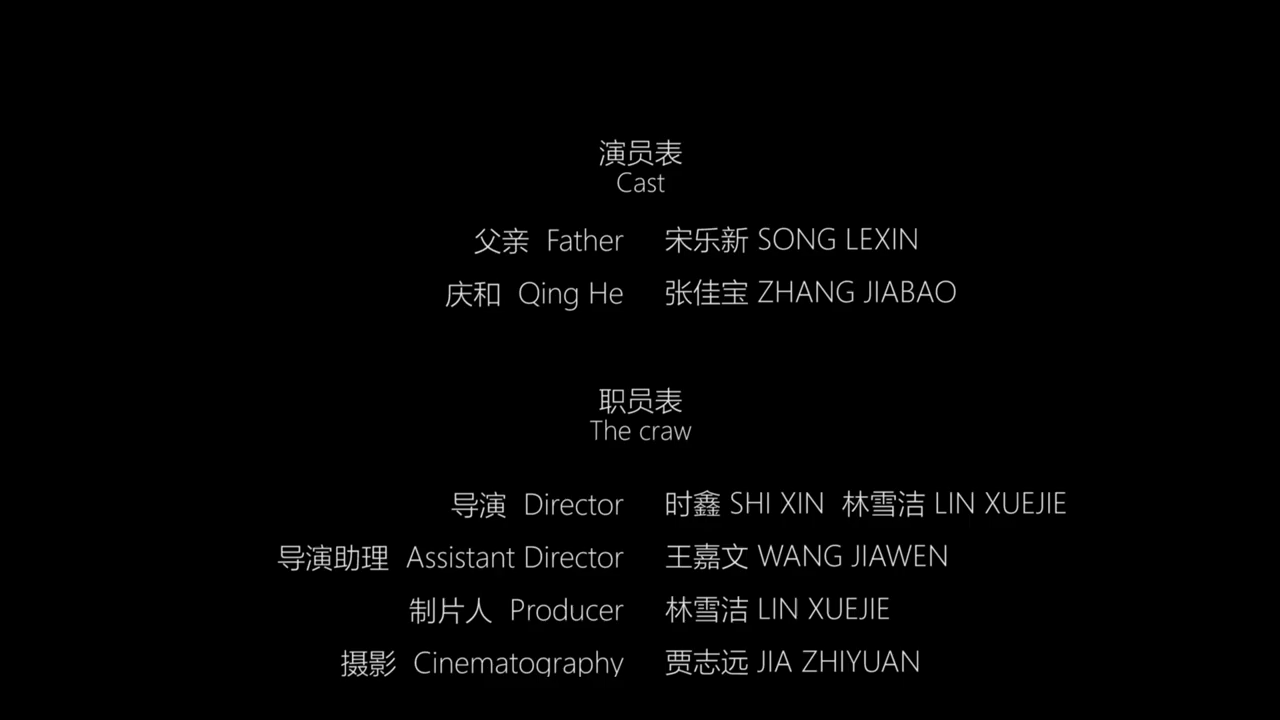 演员表
Cast
父亲 Father 宋乐新 SONG LEXIN
庆和 Qing He 张佳宝 ZHANG JIABAO
职员表
The craw
导演 Director 时鑫 SHI XIN 林雪洁 LIN XUEJIE
导演助理 Assistant Director 王嘉文 WANG JIAWEN
制片人 Producer 林雪洁 LIN XUEJIE
摄影 Cinematography 贾志远 JIA ZHIYUAN